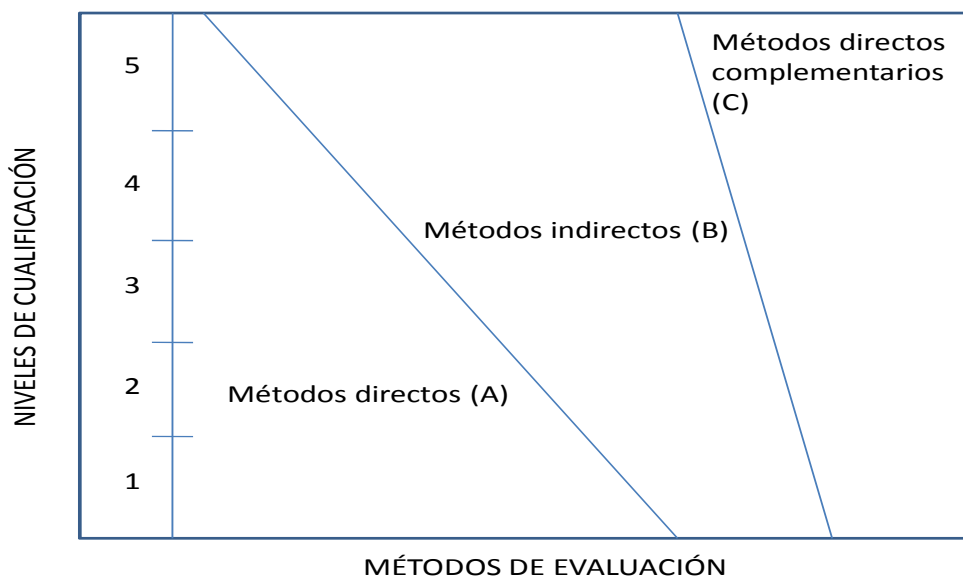 Métodos directos
complementarios
(C)
5
4
Métodos indirectos (B)
3
2
Métodos directos (A)
1
NIVELES DE CUALIFICACIÓN
MÉTODOS DE EVALUACIÓN